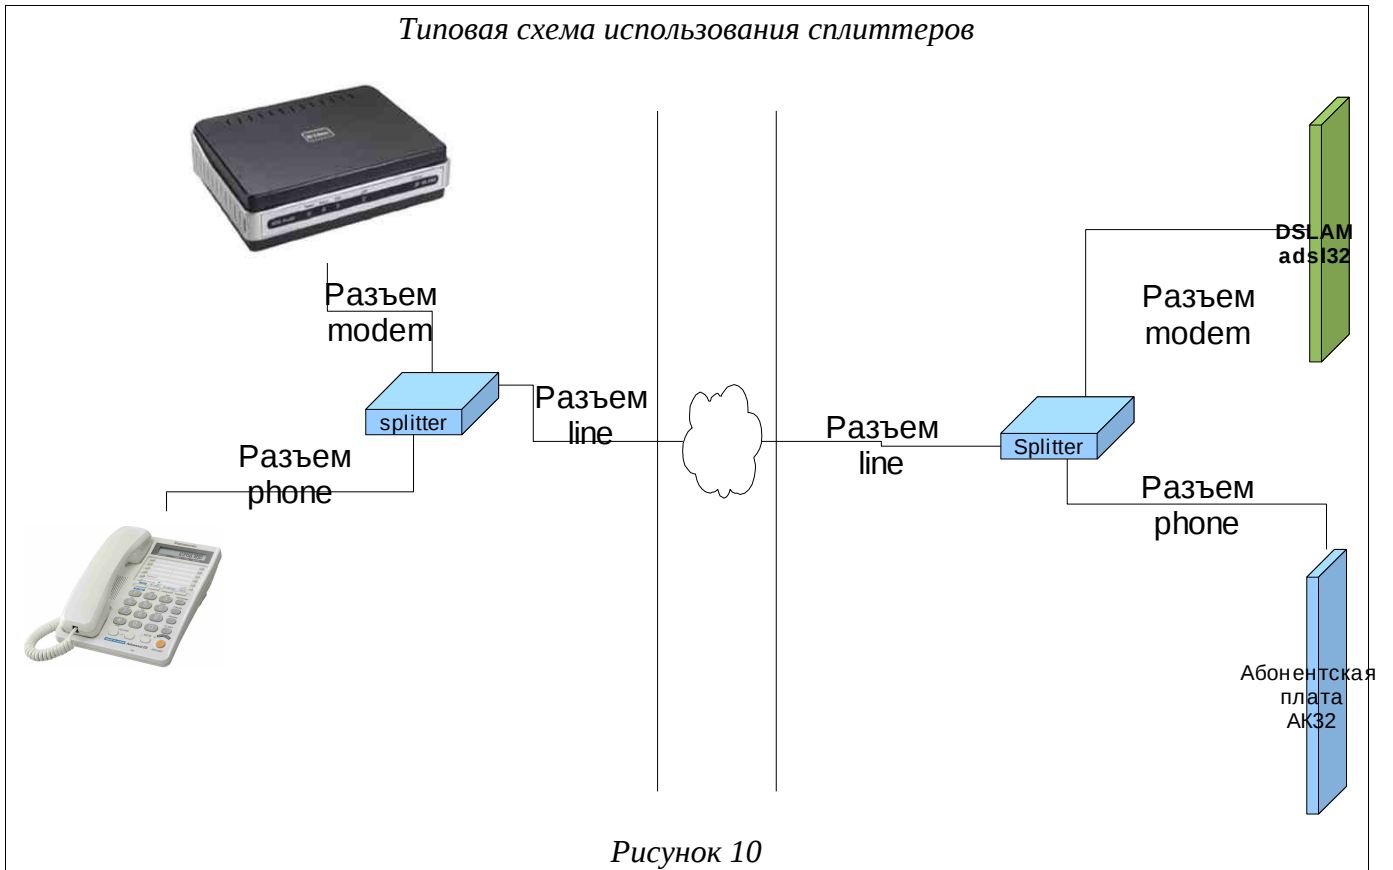 Типовая схема использования сплиттеров
DSLAM
adsl32
Разъем
modem
Разъем
modem
splitter
Разъем
line
Разъем
line
Splitter
Разъем
phone
Разъем
phone
Абонентская
плата
АК32
Рисунок 10